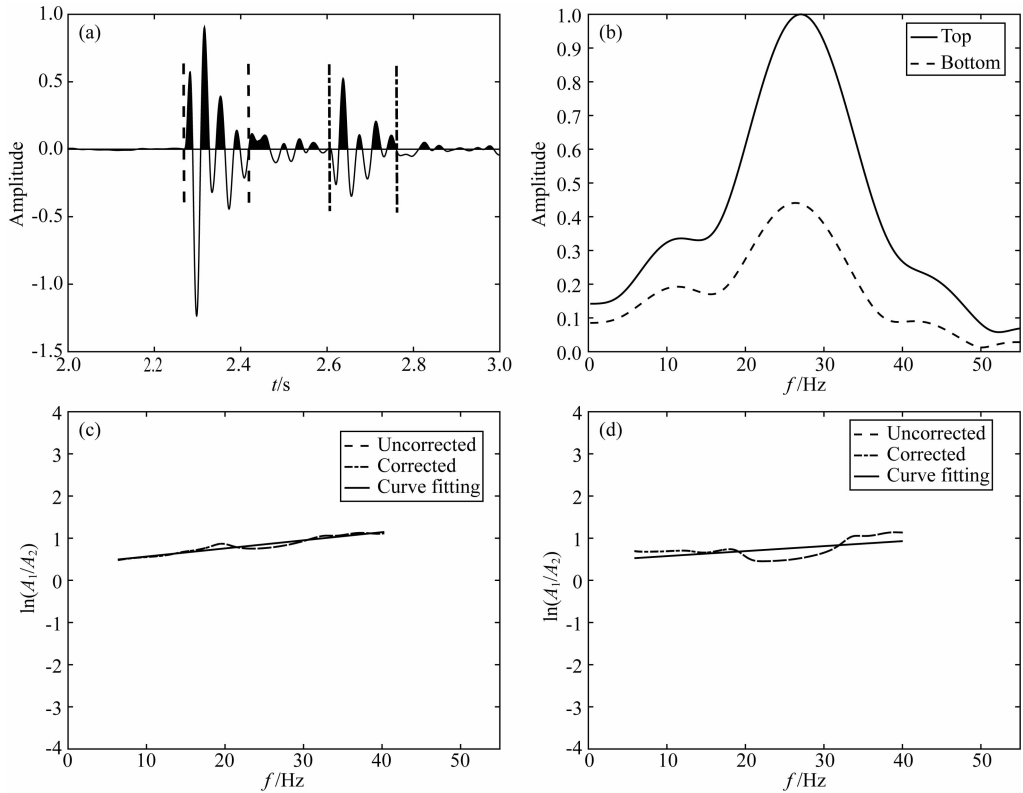 (a)
1.0
0.5
0.0
-0.5
-1.0
-1.5
Amplitude
2.0 2.2 2.4 2.6 2.8 3.0
t/s
(b)
Top
Bottom
1.0
0.9
0.8
0.7
0.6
0.5
0.4
0.3
0.2
0.1
0.0
Amplitude
0 10 20 30 40 50
f/Hz
(c)
Uncorrected
Corrected
Curve fitting
4
3
2
1
0
-1
-2
-3
-4
ln(A₁/A₂)
0 10 20 30 40 50
f/Hz
(d)
Uncorrected
Corrected
Curve fitting
4
3
2
1
0
-1
-2
-3
-4
ln(A₁/A₂)
0 10 20 30 40 50
f/Hz